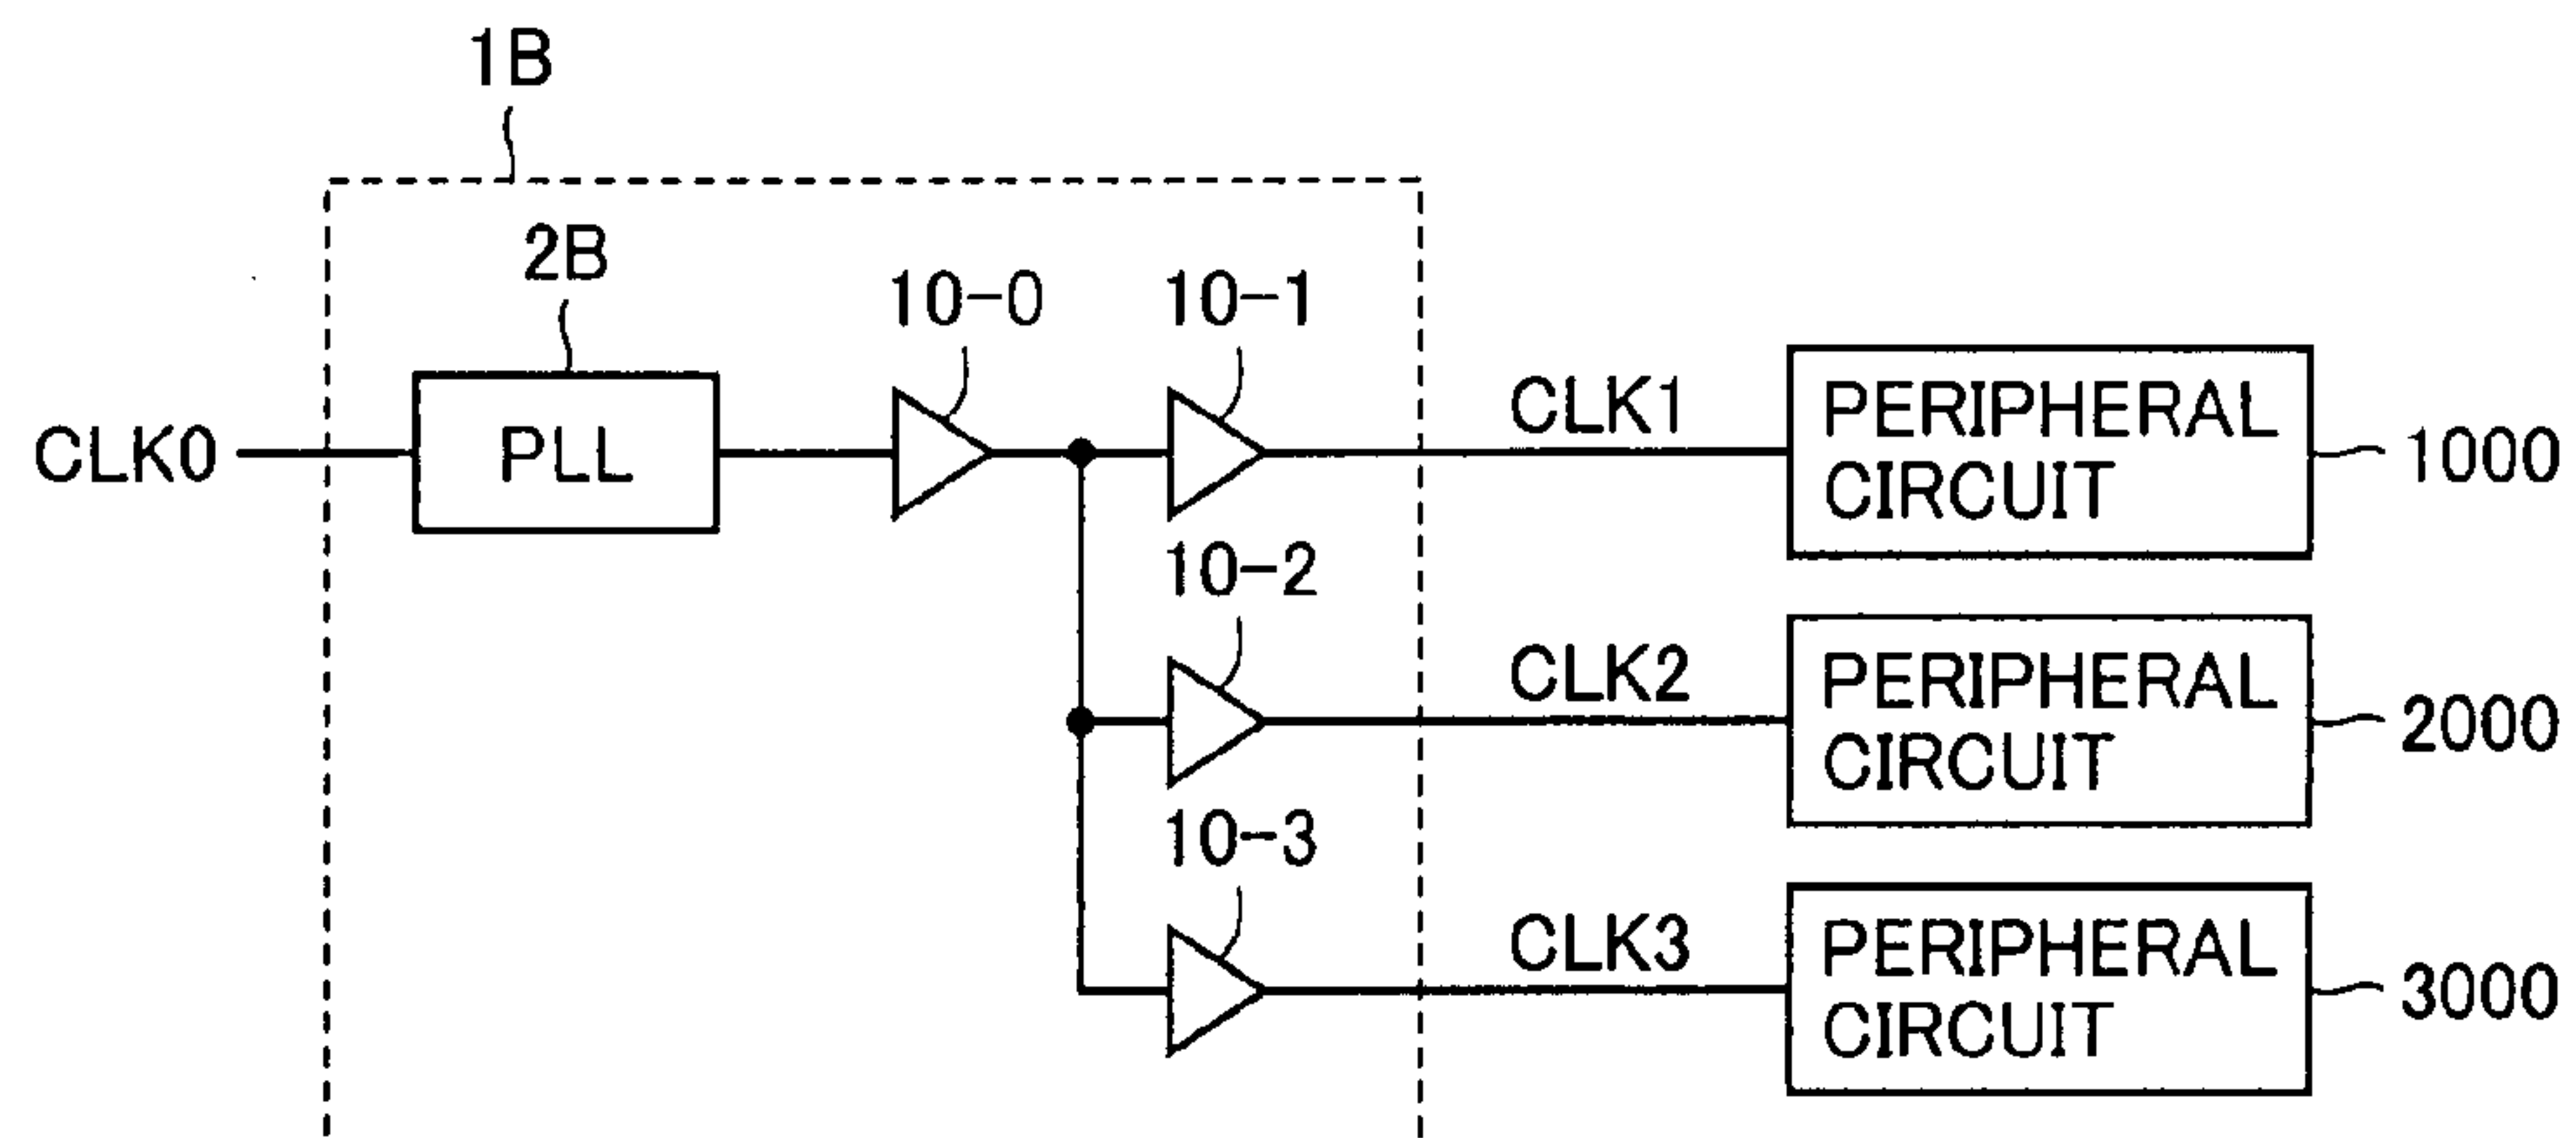 1B
2B
10-0
10-1
CLK0
PLL
CLK1
PERIPHERAL
CIRCUIT
1000
10-2
CLK2
PERIPHERAL
CIRCUIT
2000
10-3
CLK3
PERIPHERAL
CIRCUIT
3000